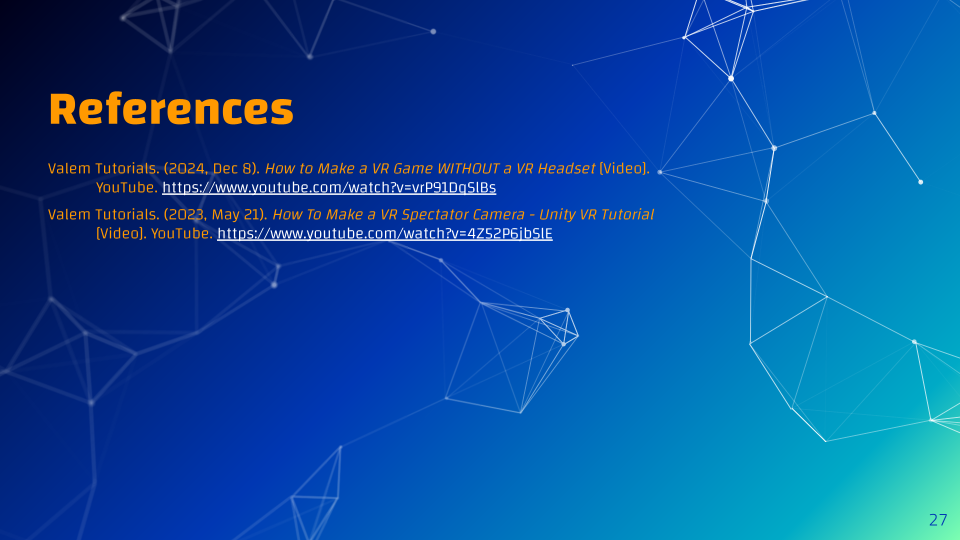 References
Valem Tutorials. (2024, Dec 8). How to Make a VR Game WITHOUT a VR Headset [Video].
YouTube. https://www.youtube.com/watch?v=vrP91DqSlBs
Valem Tutorials. (2023, May 21). How To Make a VR Spectator Camera - Unity VR Tutorial
[Video]. YouTube. https://www.youtube.com/watch?v=4ZS2P6jbSlE
27